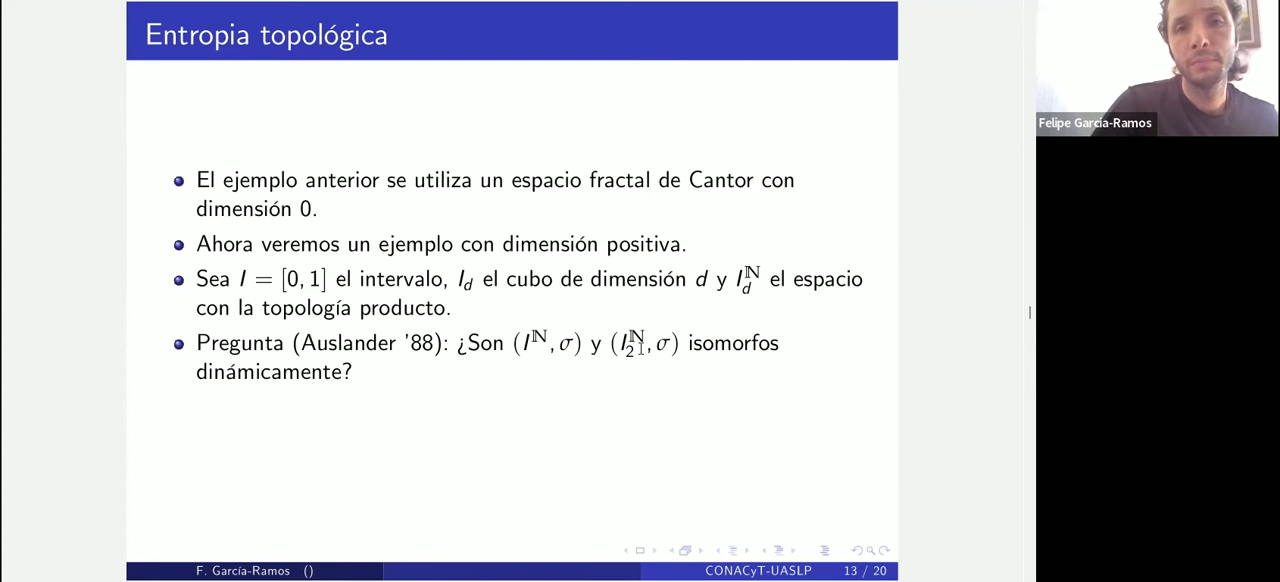 Entropia topológica
El ejemplo anterior se utiliza un espacio fractal de Cantor con
dimensión 0.
Ahora veremos un ejemplo con dimensión positiva.
Sea I = [0, 1] el intervalo, I_d el cubo de dimensión d y I_d^ℕ el espacio
con la topología producto.
Pregunta (Auslander '88): ¿Son (I^ℕ, σ) y (I_2^ℕ, σ) isomorfos
dinámicamente?
F. García-Ramos ()
CONACyT-UASLP
13 / 20
Felipe García-Ramos